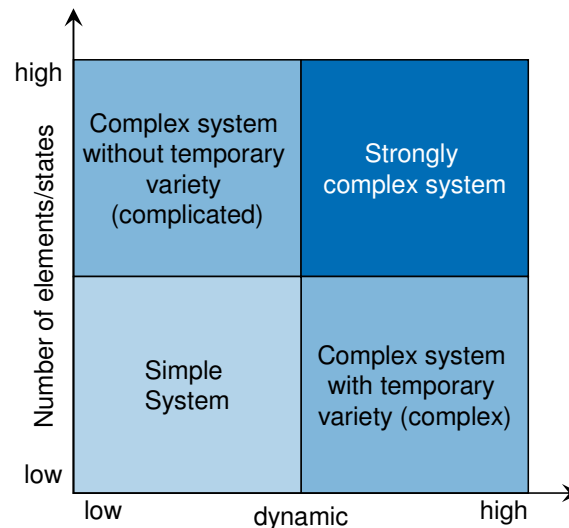 high
Complex system
without temporary
variety
(complicated)
Strongly
complex system
Number of elements/states
Simple
System
Complex system
with temporary
variety (complex)
low
low
dynamic
high